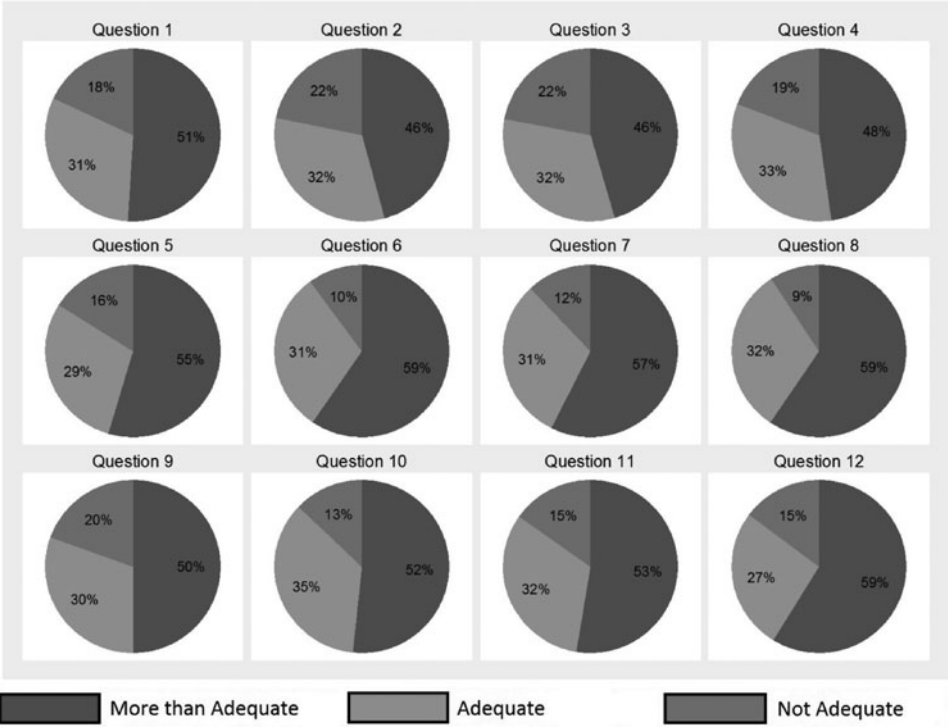 Question 1 Question 2 Question 3 Question 4
18% 51% 31%
22% 46% 32%
22% 46% 32%
19% 48% 33%
Question 5 Question 6 Question 7 Question 8
16% 55% 29%
10% 31% 59%
12% 31% 57%
9% 32% 59%
Question 9 Question 10 Question 11 Question 12
20% 50% 30%
13% 52% 35%
15% 53% 32%
15% 27% 59%
More than Adequate Adequate Not Adequate